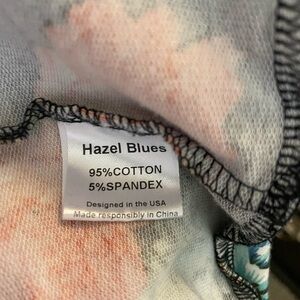 Hazel Blues
95%COTTON
5%SPANDEX
Designed in the USA
Made responsibly in China